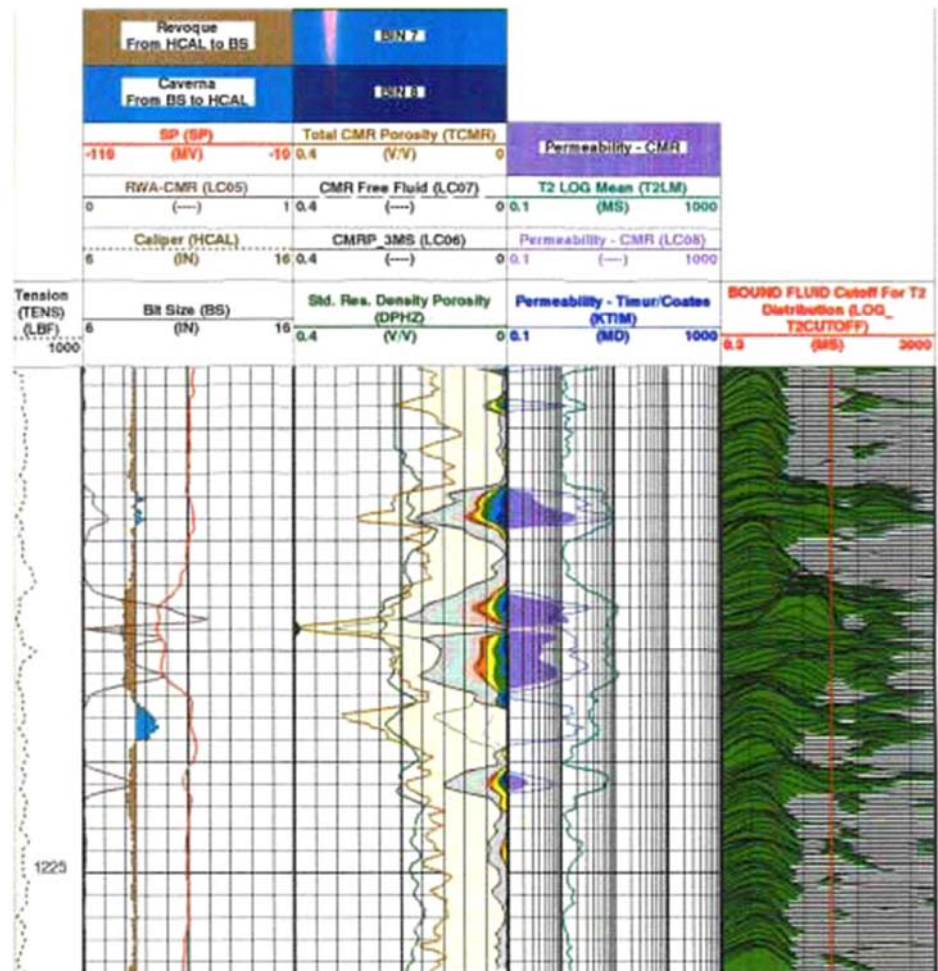 Revoque
From HCAL to BS
BIN 7
Caverna
From BS to HCAL
BIN 8
SP (SP)
-110 (MV) -10
Total CMR Porosity (TCMR)
0.4 (V/V) 0
Permeability - CMR
RWA-CMR (LC05)
0 (----) 1
CMR Free Fluid (LC07)
0.4 (----) 0
T2 LOG Mean (T2LM)
0.1 (MS) 1000
Caliper (HCAL)
6 (IN) 16
CMRP_3MS (LC06)
0.4 (----) 0
Permeability - CMR (LC08)
0.1 (----) 1000
Tension
(TENS)
(LBF)
1000
Bit Size (BS)
6 (IN) 16
Std. Res. Density Porosity
(DPHZ)
0.4 (V/V) 0
Permeability - Timur/Coates
(KTIM)
0.1 (MD) 1000
BOUND FLUID Cutoff For T2
Distribution (LOG_
T2CUTOFF)
0.3 (MS) 3000
1225